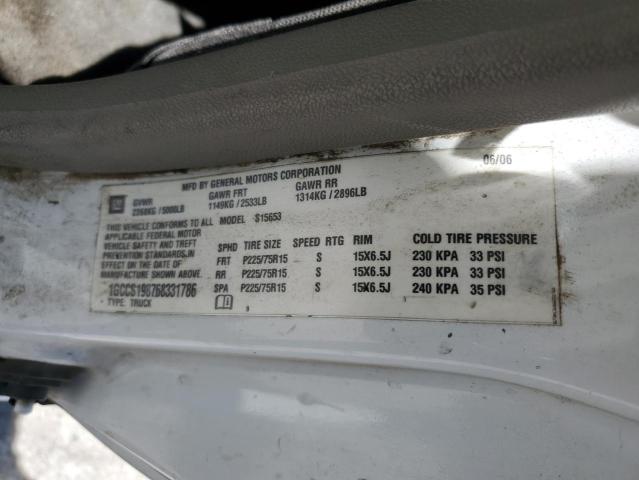 MFD BY GENERAL MOTORS CORPORATION 06/06
GM GVWR GAWR FRT GAWR RR
2268KG / 5000LB 1149KG / 2533LB 1314KG / 2896LB
THIS VEHICLE CONFORMS TO ALL MODEL: S15653
APPLICABLE FEDERAL MOTOR
VEHICLE SAFETY AND THEFT
PREVENTION STANDARDS IN
EFFECT ON THE DATE OF
MANUFACTURE SHOWN ABOVE.
1GCCS198768331786
TYPE: TRUCK
SPHD TIRE SIZE SPEED RTG RIM COLD TIRE PRESSURE
FRT P225/75R15 S 15X6.5J 230 KPA 33 PSI
RR P225/75R15 S 15X6.5J 230 KPA 33 PSI
SPA P225/75R15 S 15X6.5J 240 KPA 35 PSI